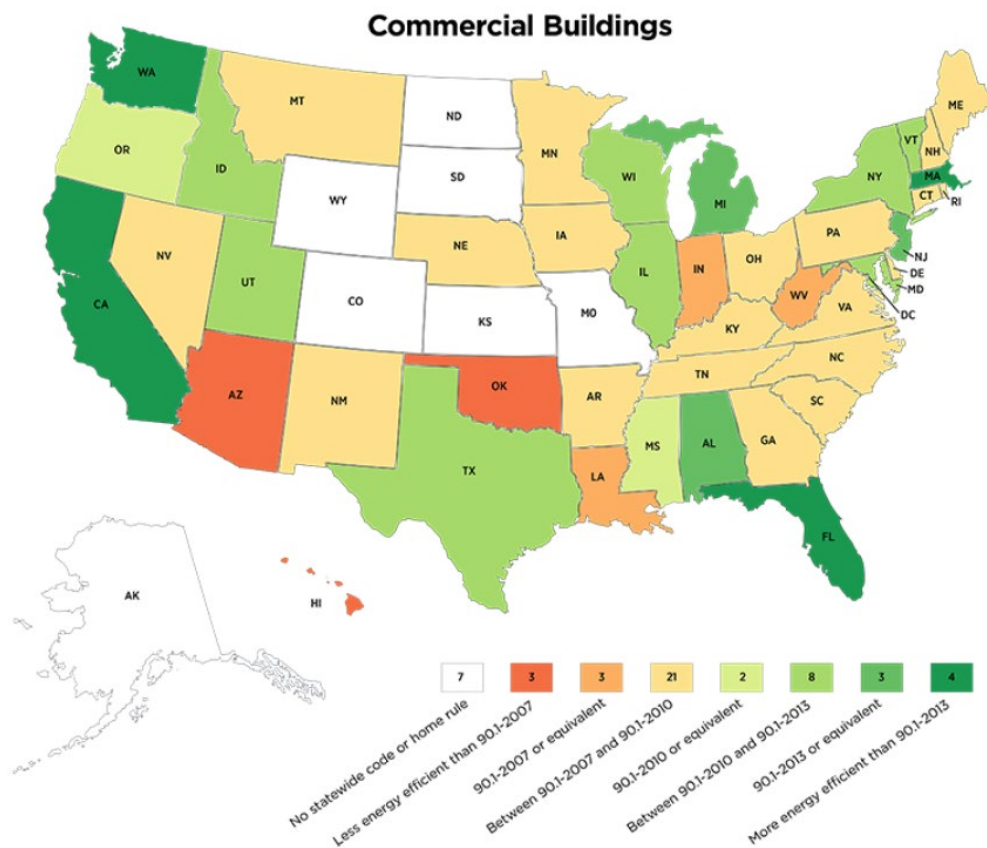 Commercial Buildings
WA
MT
ND
MN
ME
OR
ID
SD
WI
VT
NH
WY
MI
NY
MA
CT
RI
NV
NE
IA
PA
NJ
UT
IL
IN
OH
DE
MD
CO
KS
MO
WV
VA
DC
CA
KY
NC
AZ
NM
OK
AR
TN
SC
TX
MS
AL
GA
LA
FL
AK
HI
7
3
3
21
2
8
3
4
No statewide code or home rule
Less energy efficient than 90.1-2007
90.1-2007 or equivalent
Between 90.1-2007 and 90.1-2010
90.1-2010 or equivalent
Between 90.1-2010 and 90.1-2013
90.1-2013 or equivalent
More energy efficient than 90.1-2013